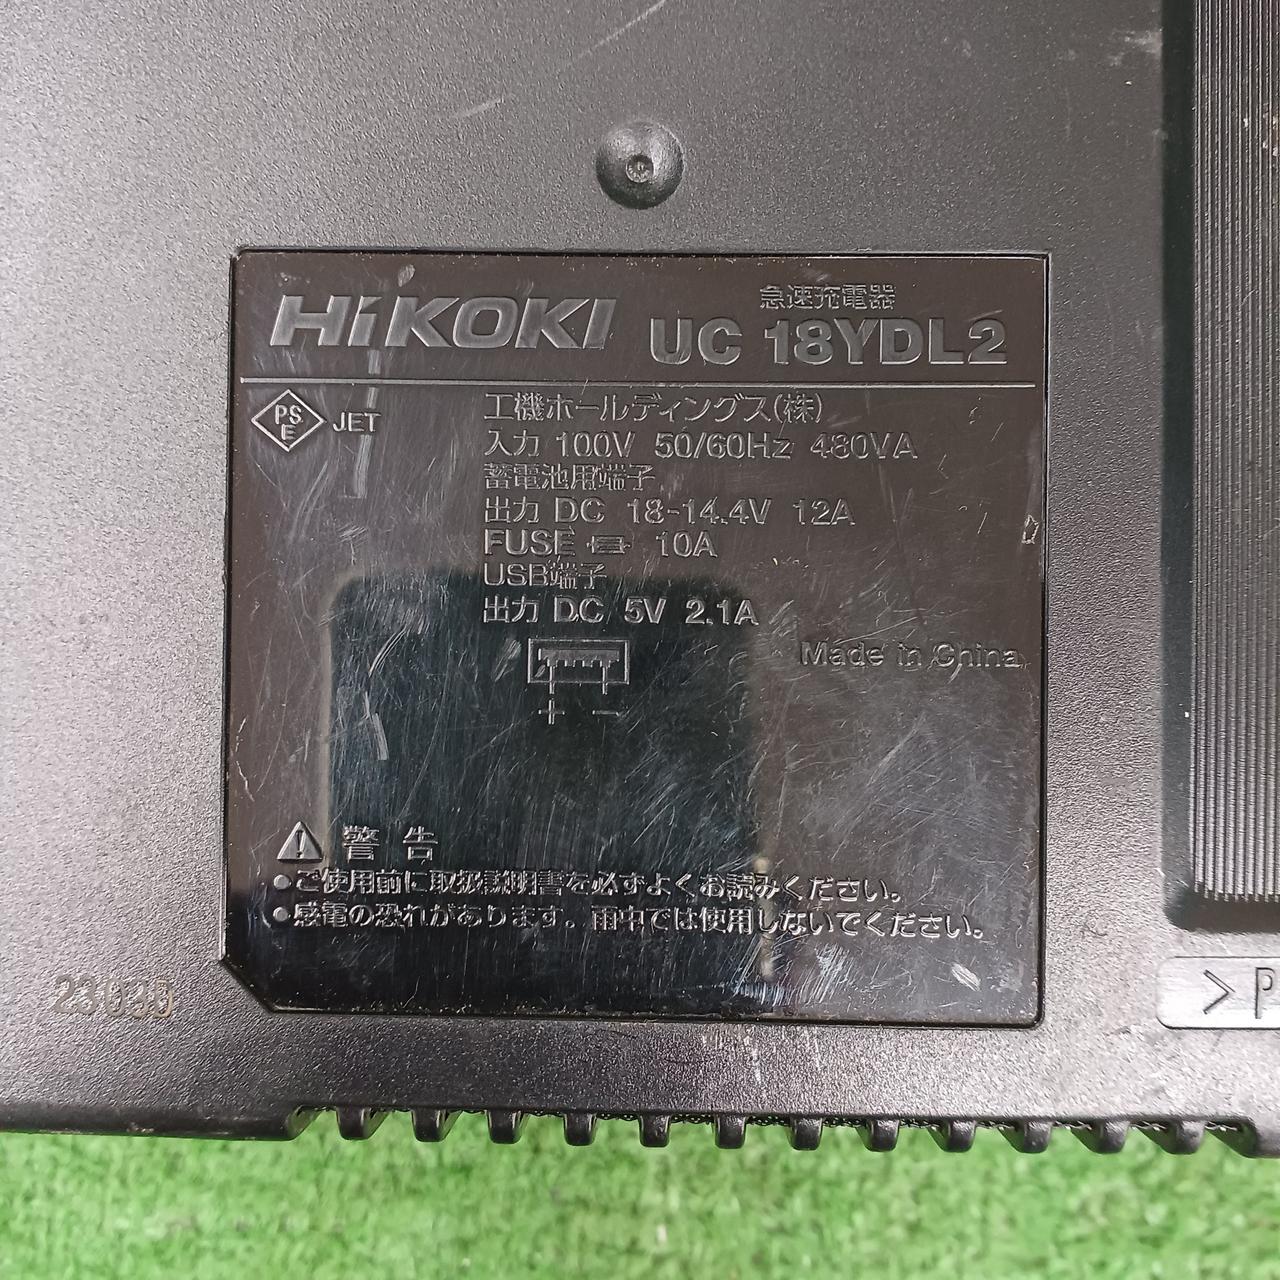 HiKOKI
急速充電器
UC 18YDL2
PS
E
JET
工機ホールディングス(株)
入力 100V 50/60Hz 480VA
蓄電池用端子
出力 DC 18-14.4V 12A
FUSE 10A
USB端子
出力 DC 5V 2.1A
+ −
Made in China
⚠ 警告
●ご使用前に取扱説明書を必ずよくお読みください。
●感電の恐れがあります。雨中では使用しないでください。
23030
>P